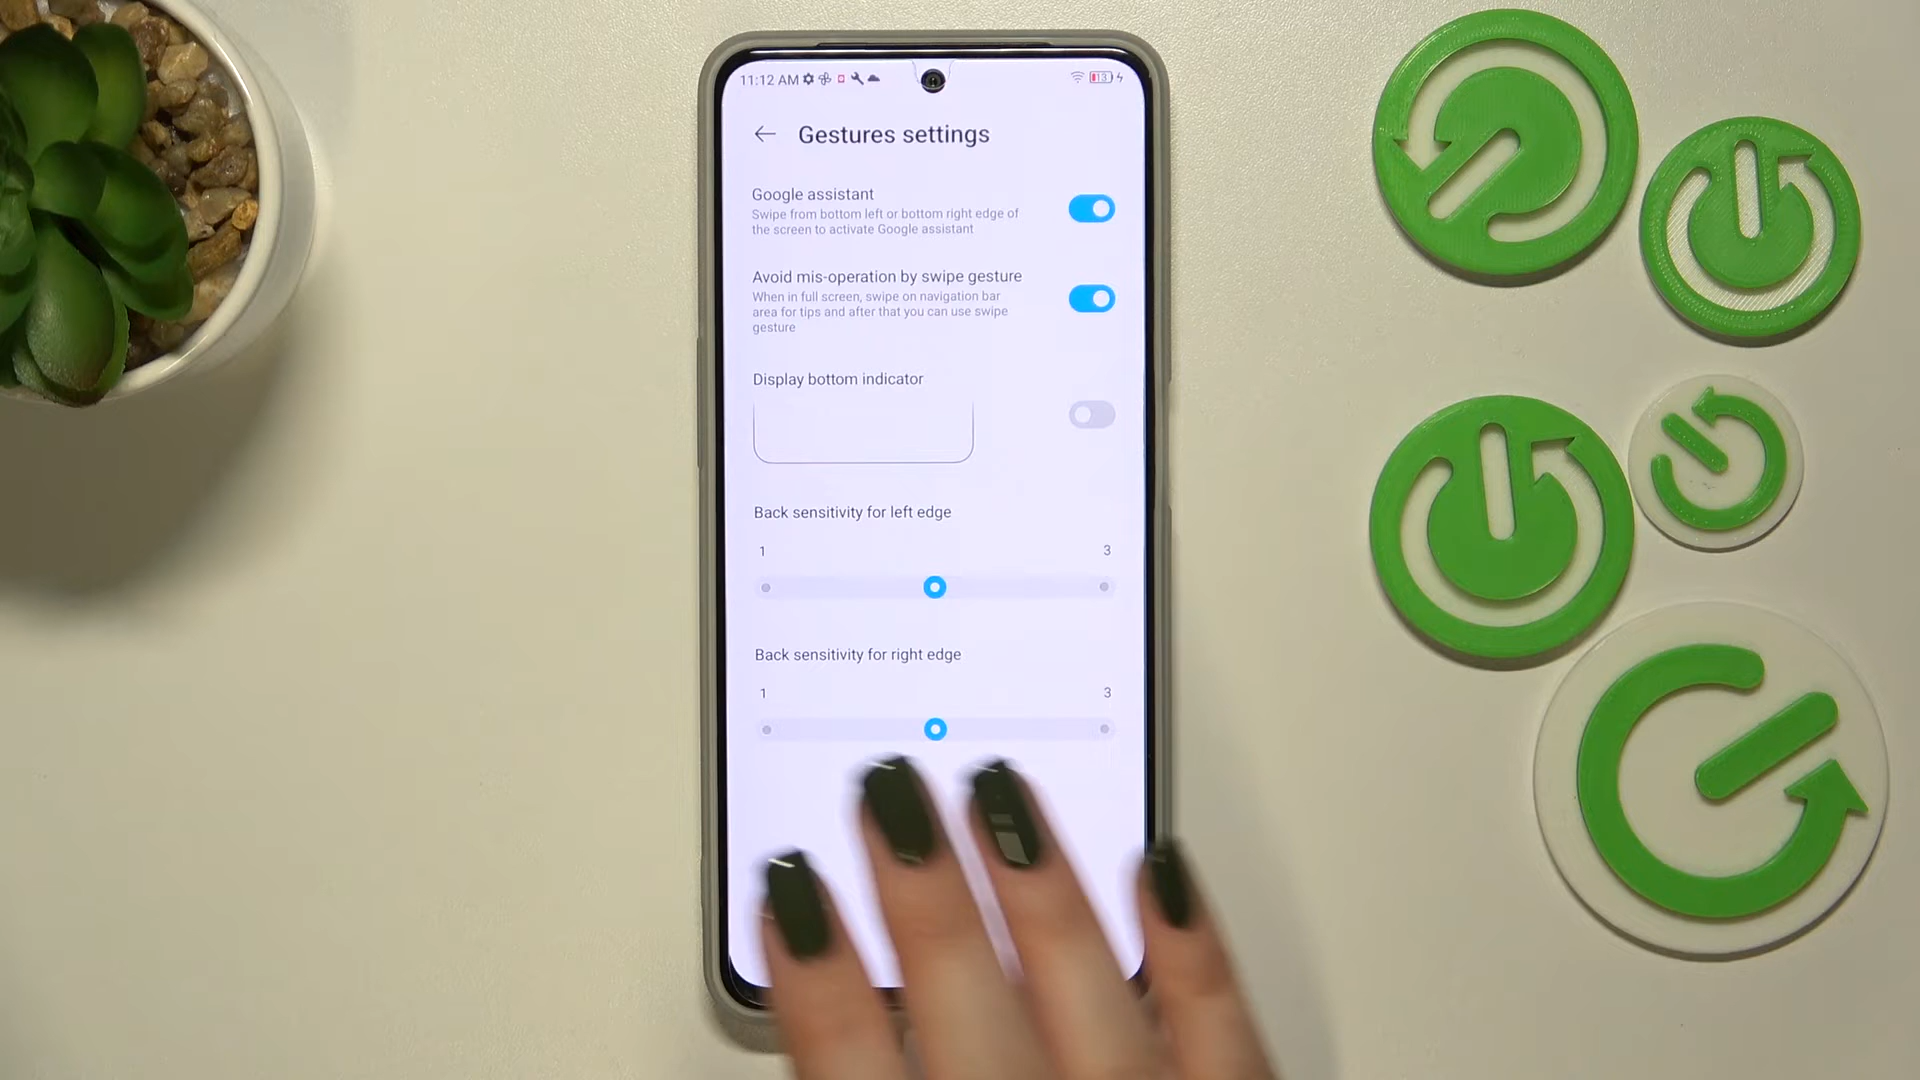 11:12 AM
13
Gestures settings
Google assistant
Swipe from bottom left or bottom right edge of
the screen to activate Google assistant
Avoid mis-operation by swipe gesture
When in full screen, swipe on navigation bar
area for tips and after that you can use swipe
gesture
Display bottom indicator
Back sensitivity for left edge
1 3
Back sensitivity for right edge
1 3